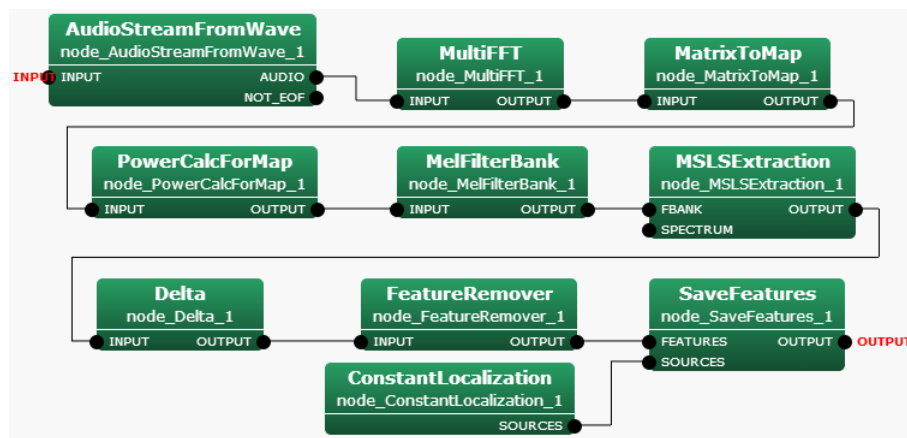 AudioStreamFromWave
node_AudioStreamFromWave_1
INPUT INPUT AUDIO
NOT_EOF
MultiFFT
node_MultiFFT_1
INPUT OUTPUT
MatrixToMap
node_MatrixToMap_1
INPUT OUTPUT
PowerCalcForMap
node_PowerCalcForMap_1
INPUT OUTPUT
MelFilterBank
node_MelFilterBank_1
INPUT OUTPUT
MSLSExtraction
node_MSLSExtraction_1
FBANK OUTPUT
SPECTRUM
Delta
node_Delta_1
INPUT OUTPUT
FeatureRemover
node_FeatureRemover_1
INPUT OUTPUT
SaveFeatures
node_SaveFeatures_1
FEATURES OUTPUT OUTPUT
SOURCES
ConstantLocalization
node_ConstantLocalization_1
SOURCES